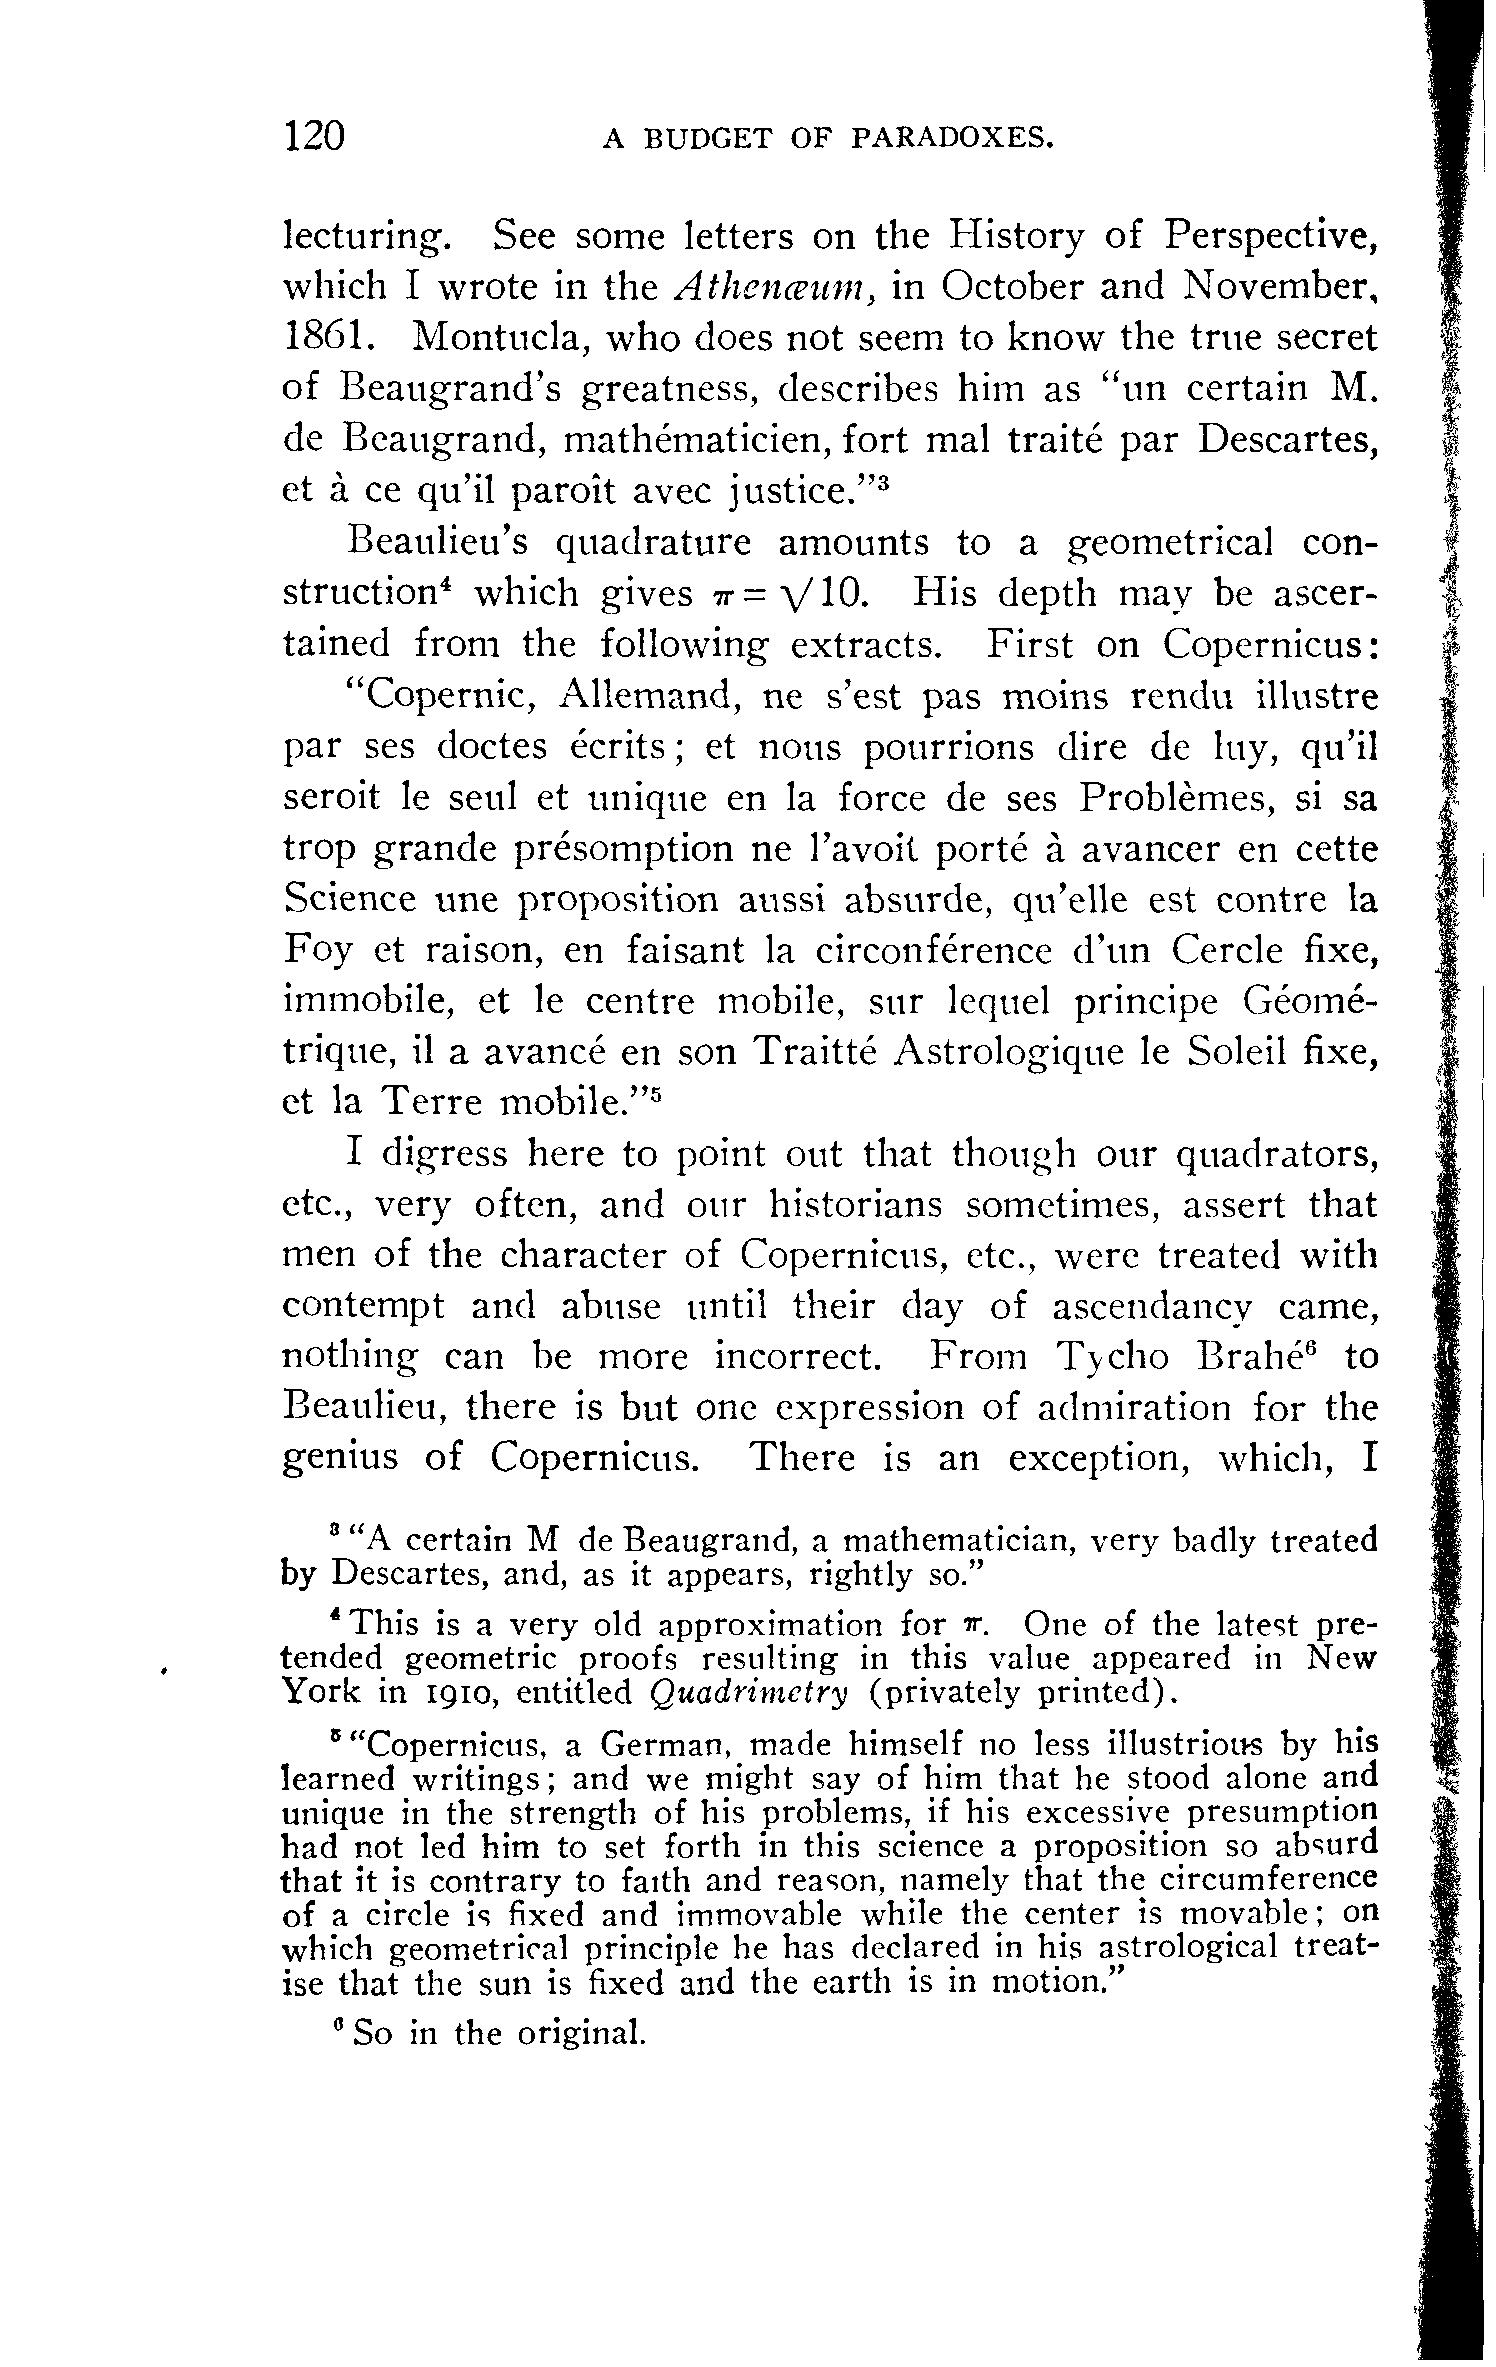 120 A BUDGET OF PARADOXES.
lecturing. See some letters on the History of Perspective,
which I wrote in the Athenæum, in October and November,
1861. Montucla, who does not seem to know the true secret
of Beaugrand's greatness, describes him as "un certain M.
de Beaugrand, mathématicien, fort mal traité par Descartes,
et à ce qu'il paroît avec justice."³
Beaulieu's quadrature amounts to a geometrical con-
struction⁴ which gives π = √10. His depth may be ascer-
tained from the following extracts. First on Copernicus:
"Copernic, Allemand, ne s'est pas moins rendu illustre
par ses doctes écrits; et nous pourrions dire de luy, qu'il
seroit le seul et unique en la force de ses Problèmes, si sa
trop grande présomption ne l'avoit porté à avancer en cette
Science une proposition aussi absurde, qu'elle est contre la
Foy et raison, en faisant la circonférence d'un Cercle fixe,
immobile, et le centre mobile, sur lequel principe Géomé-
trique, il a avancé en son Traitté Astrologique le Soleil fixe,
et la Terre mobile."⁵
I digress here to point out that though our quadrators,
etc., very often, and our historians sometimes, assert that
men of the character of Copernicus, etc., were treated with
contempt and abuse until their day of ascendancy came,
nothing can be more incorrect. From Tycho Brahé⁶ to
Beaulieu, there is but one expression of admiration for the
genius of Copernicus. There is an exception, which, I
³ "A certain M de Beaugrand, a mathematician, very badly treated
by Descartes, and, as it appears, rightly so."
⁴ This is a very old approximation for π. One of the latest pre-
tended geometric proofs resulting in this value appeared in New
York in 1910, entitled Quadrimetry (privately printed).
⁵ "Copernicus, a German, made himself no less illustrious by his
learned writings; and we might say of him that he stood alone and
unique in the strength of his problems, if his excessive presumption
had not led him to set forth in this science a proposition so absurd
that it is contrary to faith and reason, namely that the circumference
of a circle is fixed and immovable while the center is movable; on
which geometrical principle he has declared in his astrological treat-
ise that the sun is fixed and the earth is in motion."
⁶ So in the original.